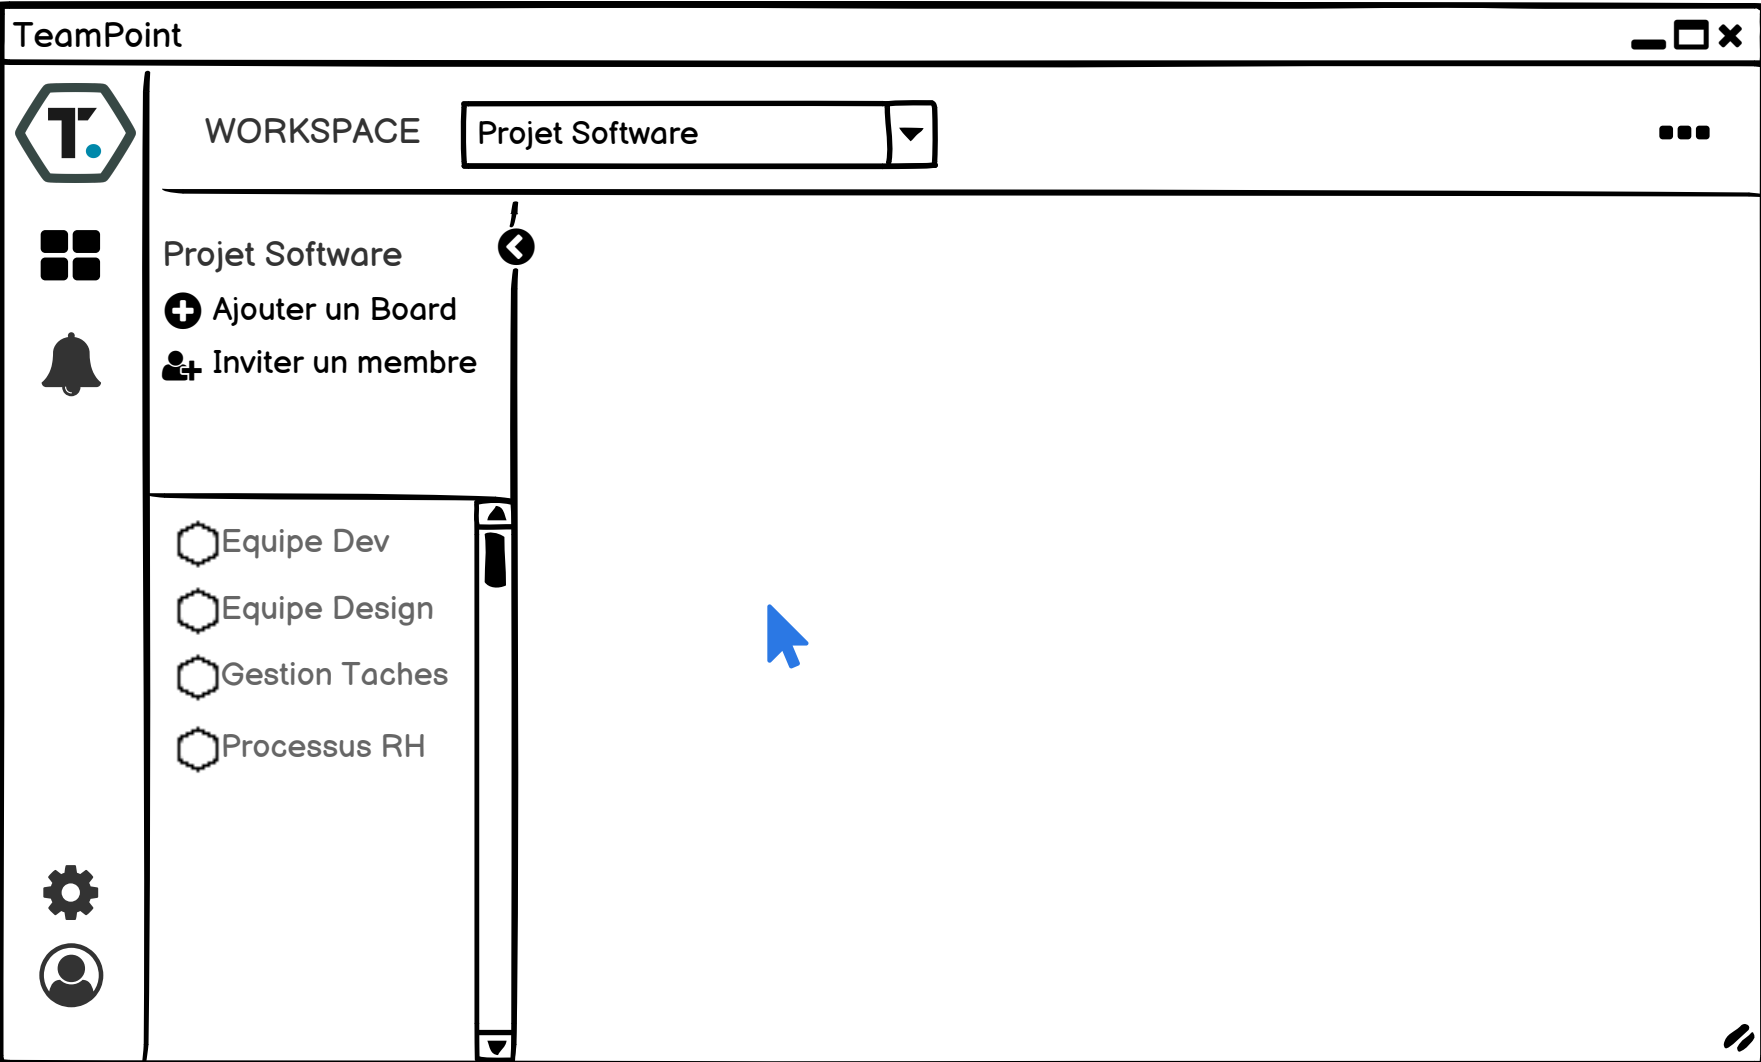 TeamPoint
T.
WORKSPACE
Projet Software
Projet Software
Ajouter un Board
Inviter un membre
Equipe Dev
Equipe Design
Gestion Taches
Processus RH